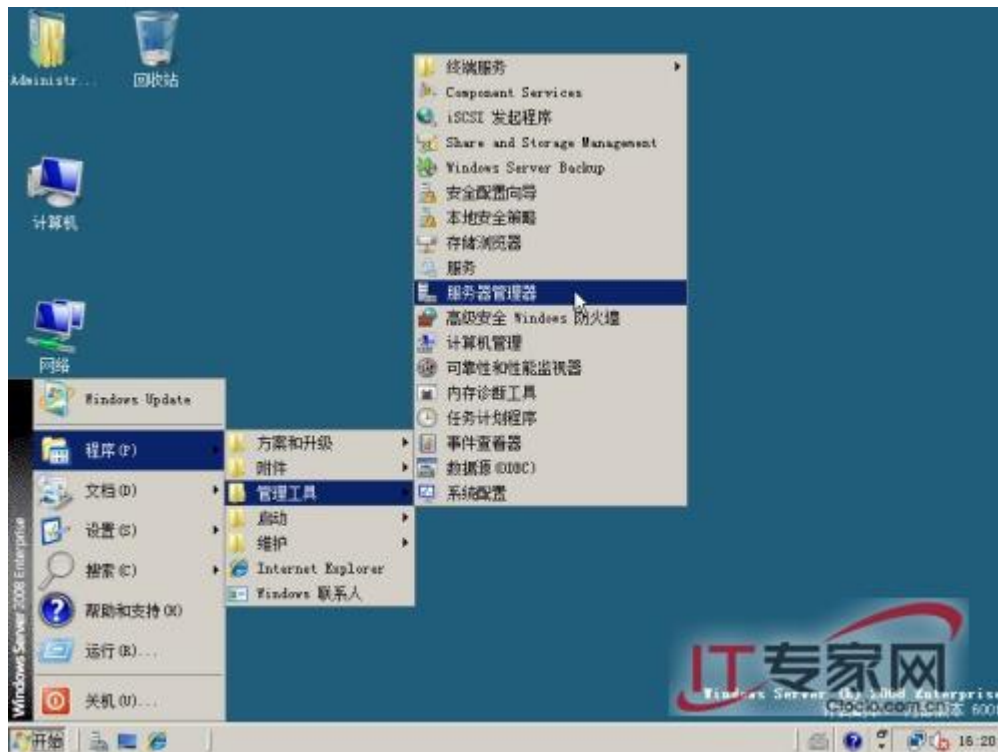 Administr...
回收站
计算机
网络
终端服务
Component Services
iSCSI 发起程序
Share and Storage Management
Windows Server Backup
安全配置向导
本地安全策略
存储浏览器
服务
服务器管理器
高级安全 Windows 防火墙
计算机管理
可靠性和性能监视器
内存诊断工具
任务计划程序
事件查看器
数据源(ODBC)
系统配置
Windows Update
程序(P)
文档(D)
设置(S)
搜索(C)
帮助和支持(H)
运行(R)...
关机(U)...
方案和升级
附件
管理工具
启动
维护
Internet Explorer
Windows 联系人
Windows Server 2008 Enterprise
IT专家网
Ctocio.com.cn
Windows Server (R) 2008 Enterprise
6001
开始
16:20